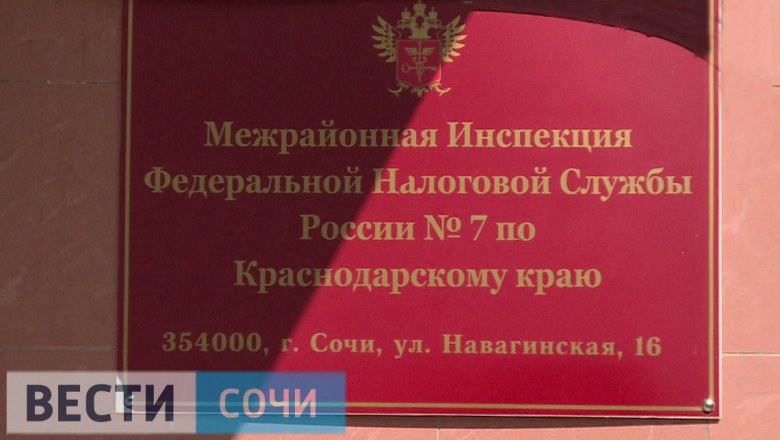 Межрайонная Инспекция
Федеральной Налоговой Службы
России № 7 по
Краснодарскому краю
354000, г. Сочи, ул. Навагинская, 16
ВЕСТИ СОЧИ